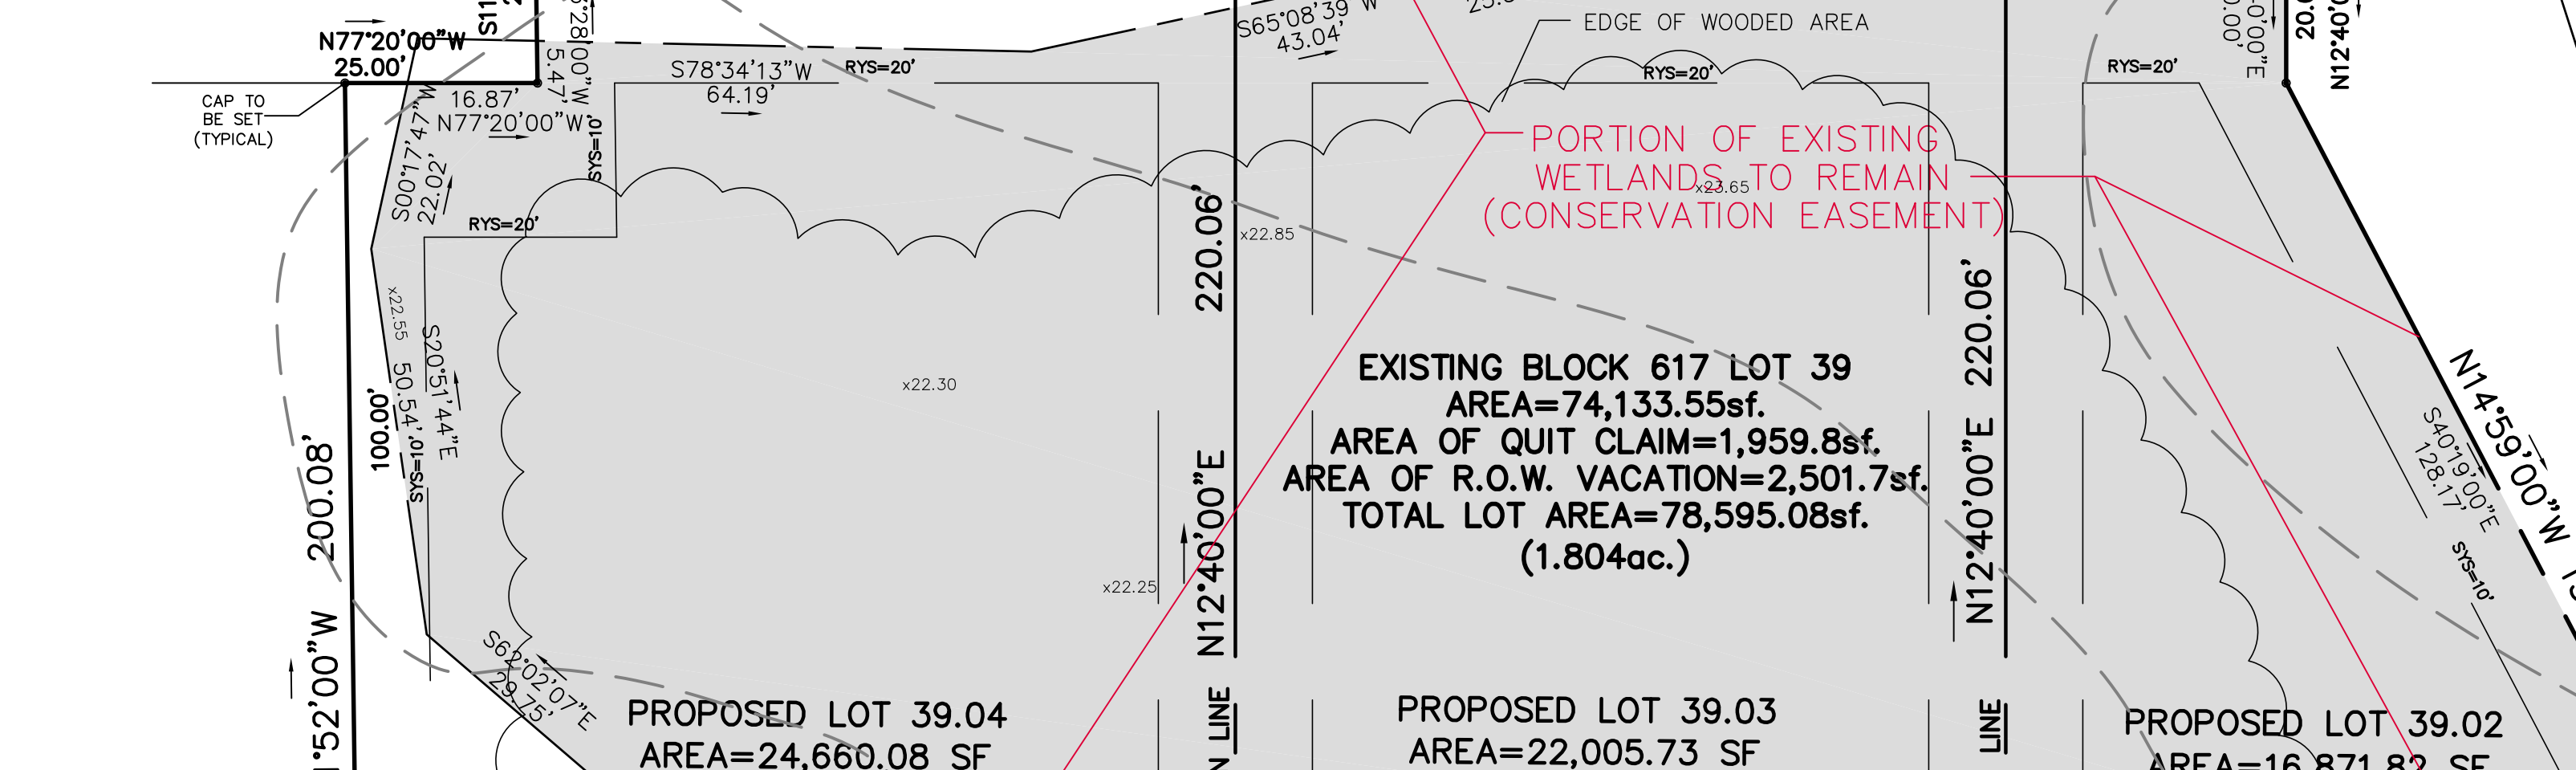 N77°20'00"W
25.00'
CAP TO
BE SET
(TYPICAL)
16.87'
N77°20'00"W
5.47'
S00°17'47"W
22.02'
SYS=10'
S78°34'13"W
64.19'
RYS=20'
RYS=20'
S65°08'39"W
43.04'
EDGE OF WOODED AREA
RYS=20'
RYS=20'
PORTION OF EXISTING
WETLANDS TO REMAIN
(CONSERVATION EASEMENT)
x23.65
x22.85
x22.55
x22.30
x22.25
S20°51'44"E
50.54'
SYS=10'
100.00'
200.08'
S62°02'07"E
29.75'
220.06'
N12°40'00"E
LINE
220.06'
N12°40'00"E
LINE
EXISTING BLOCK 617 LOT 39
AREA=74,133.55sf.
AREA OF QUIT CLAIM=1,959.8sf.
AREA OF R.O.W. VACATION=2,501.7sf.
TOTAL LOT AREA=78,595.08sf.
(1.804ac.)
N14°59'00"W
S40°19'00"E
128.17'
SYS=10'
PROPOSED LOT 39.04
AREA=24,660.08 SF
PROPOSED LOT 39.03
AREA=22,005.73 SF
PROPOSED LOT 39.02
AREA=16,871.82 SF